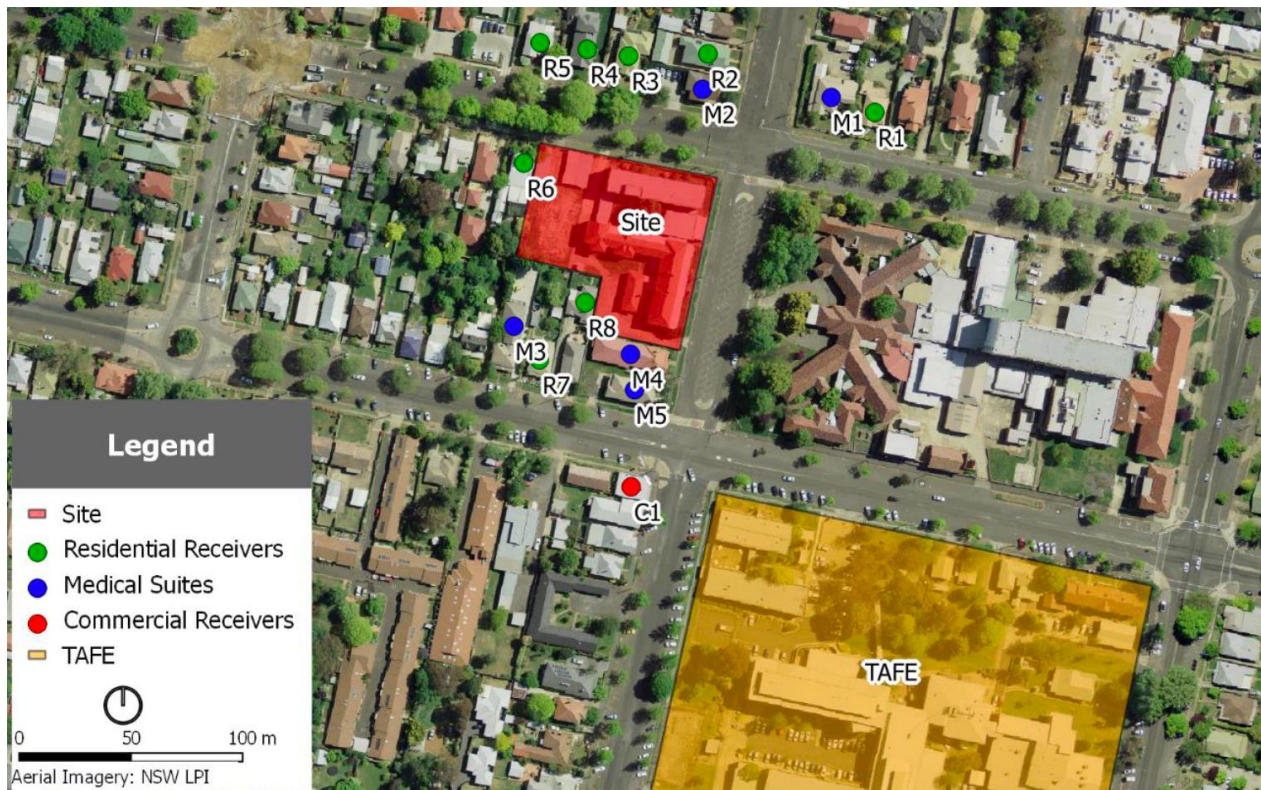 R5
R4
R3
R2
M2
M1
R1
R6
Site
R8
M3
R7
M4
M5
C1
TAFE
Legend
Site
Residential Receivers
Medical Suites
Commercial Receivers
TAFE
0 50 100 m
Aerial Imagery: NSW LPI